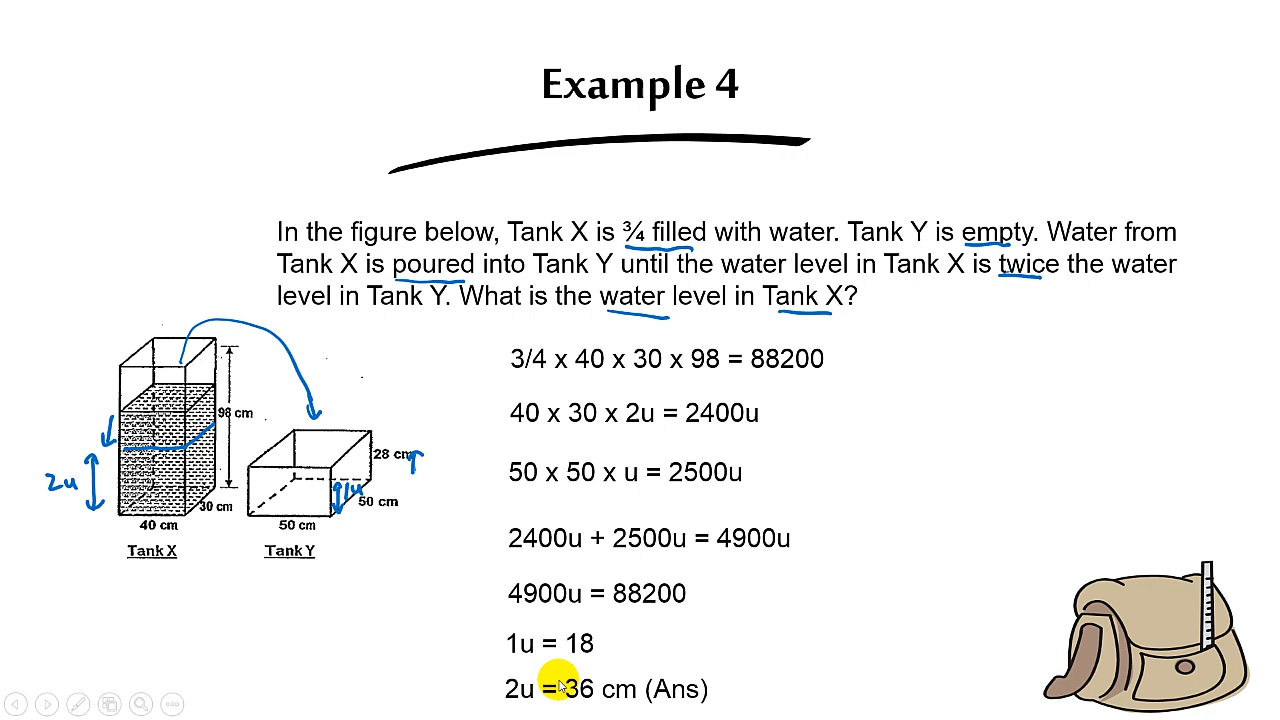 Example 4
In the figure below, Tank X is ¾ filled with water. Tank Y is empty. Water from
Tank X is poured into Tank Y until the water level in Tank X is twice the water
level in Tank Y. What is the water level in Tank X?
3/4 x 40 x 30 x 98 = 88200
40 x 30 x 2u = 2400u
50 x 50 x u = 2500u
2400u + 2500u = 4900u
4900u = 88200
1u = 18
2u = 36 cm (Ans)
98 cm
2u
30 cm
40 cm
Tank X
28 cm
1u
50 cm
50 cm
Tank Y